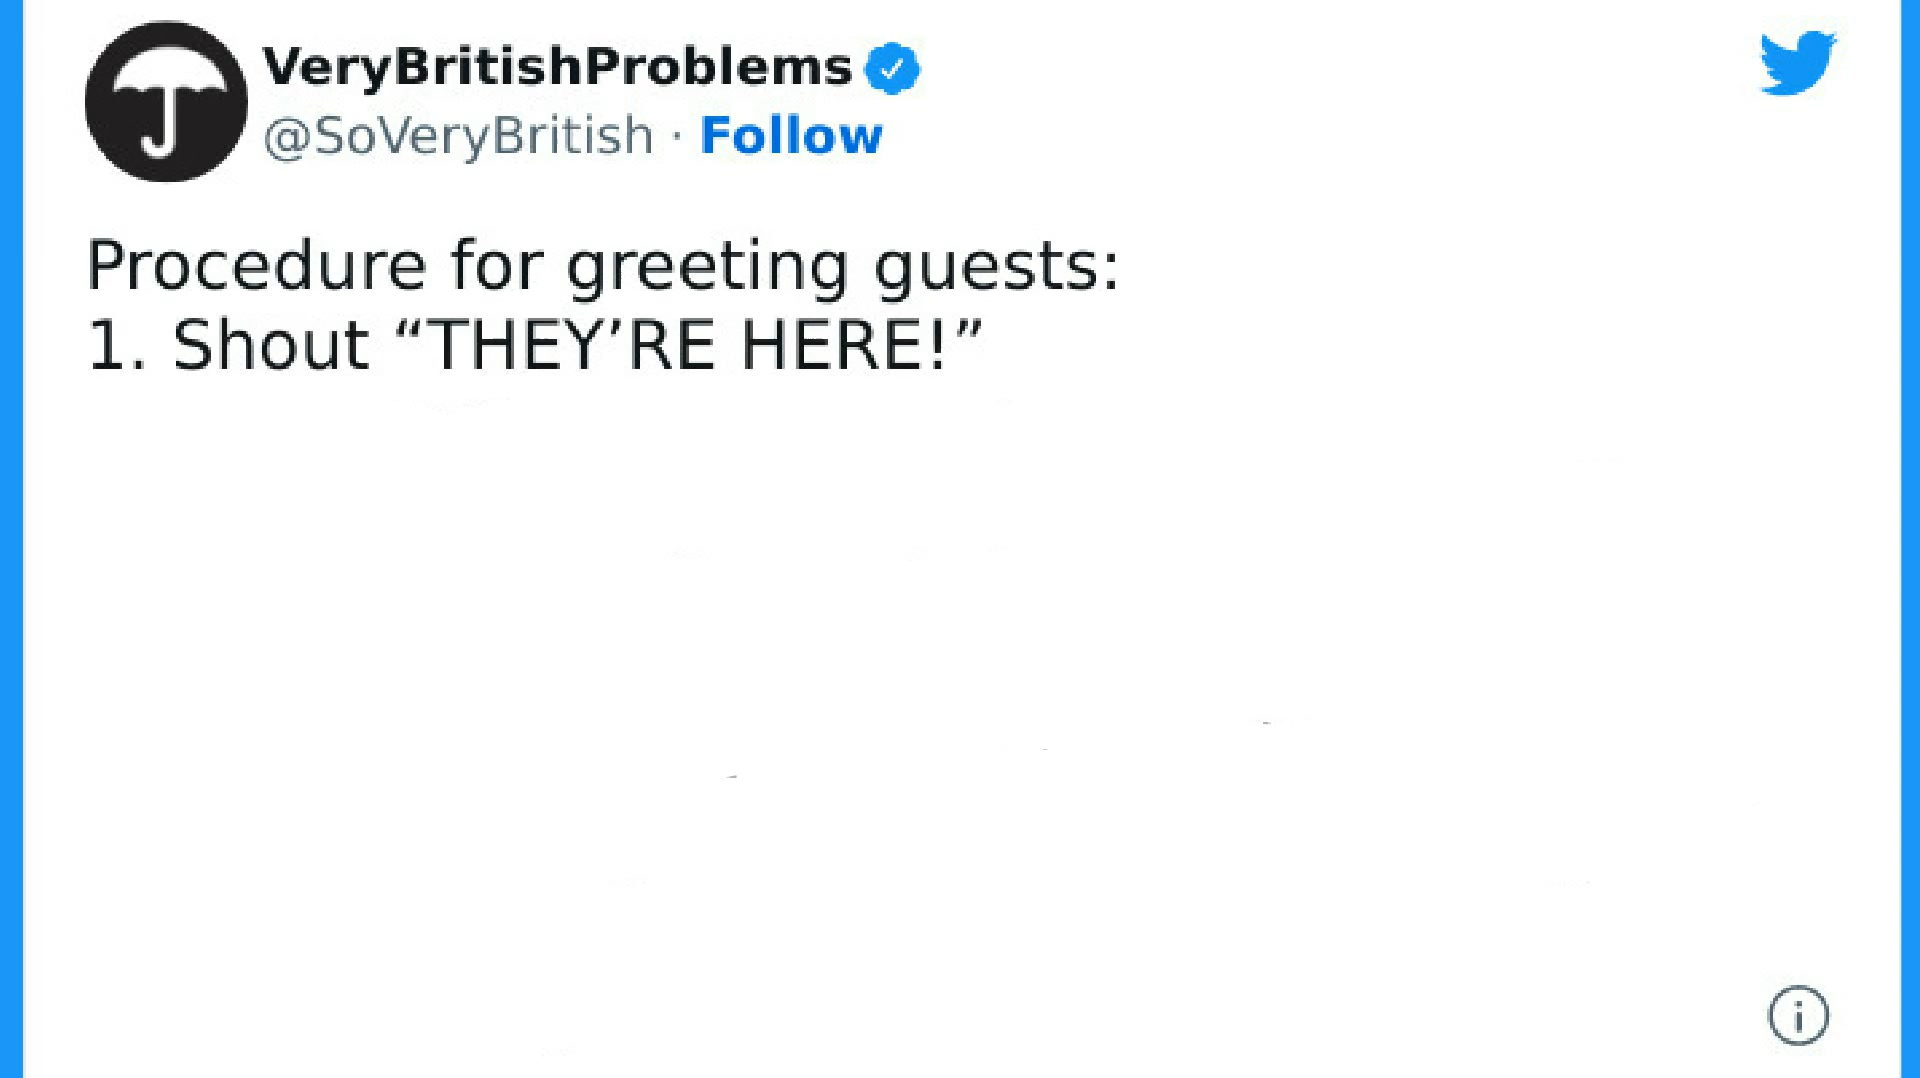 VeryBritishProblems
@SoVeryBritish · Follow
Procedure for greeting guests:
1. Shout “THEY’RE HERE!”